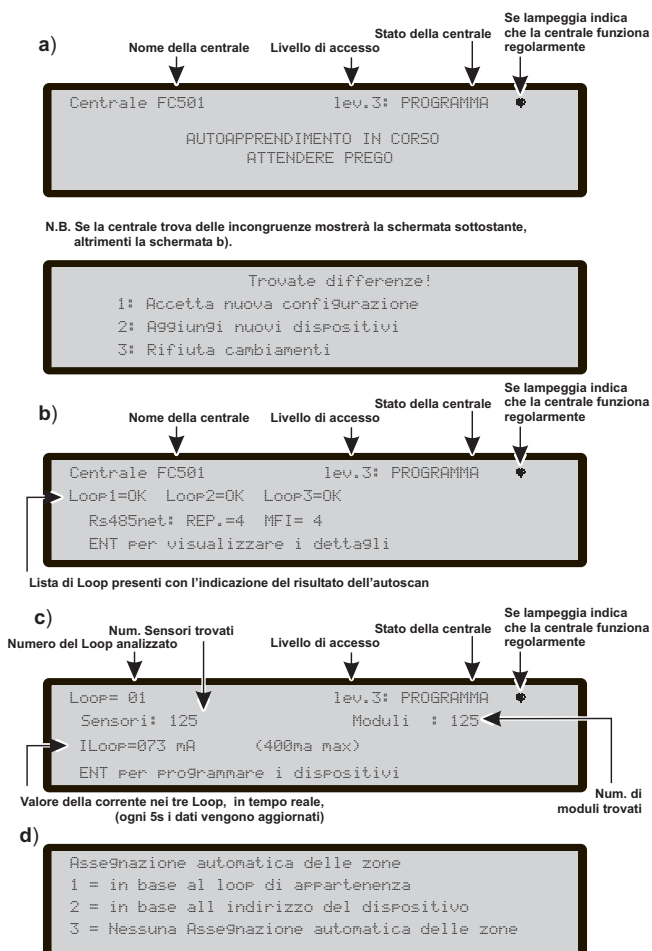 a)
Nome della centrale
Livello di accesso
Stato della centrale
Se lampeggia indica
che la centrale funziona
regolarmente
Centrale FC501 lev.3: PROGRAMMA
AUTOAPPRENDIMENTO IN CORSO
ATTENDERE PREGO
N.B. Se la centrale trova delle incongruenze mostrerà la schermata sottostante,
altrimenti la schermata b).
Trovate differenze!
1: Accetta nuova configurazione
2: Aggiungi nuovi dispositivi
3: Rifiuta cambiamenti
b)
Nome della centrale
Livello di accesso
Stato della centrale
Se lampeggia indica
che la centrale funziona
regolarmente
Centrale FC501 lev.3: PROGRAMMA
Loop1=OK Loop2=OK Loop3=OK
Rs485net: REP.=4 MFI= 4
ENT per visualizzare i dettagli
Lista di Loop presenti con l'indicazione del risultato dell'autoscan
c)
Numero del Loop analizzato
Num. Sensori trovati
Livello di accesso
Stato della centrale
Se lampeggia indica
che la centrale funziona
regolarmente
Loop= 01 lev.3: PROGRAMMA
Sensori: 125 Moduli : 125
ILoop=073 mA (400ma max)
ENT per programmare i dispositivi
Valore della corrente nei tre Loop, in tempo reale,
(ogni 5s i dati vengono aggiornati)
Num. di
moduli trovati
d)
Assegnazione automatica delle zone
1 = in base al loop di appartenenza
2 = in base all indirizzo del dispositivo
3 = Nessuna Assegnazione automatica delle zone